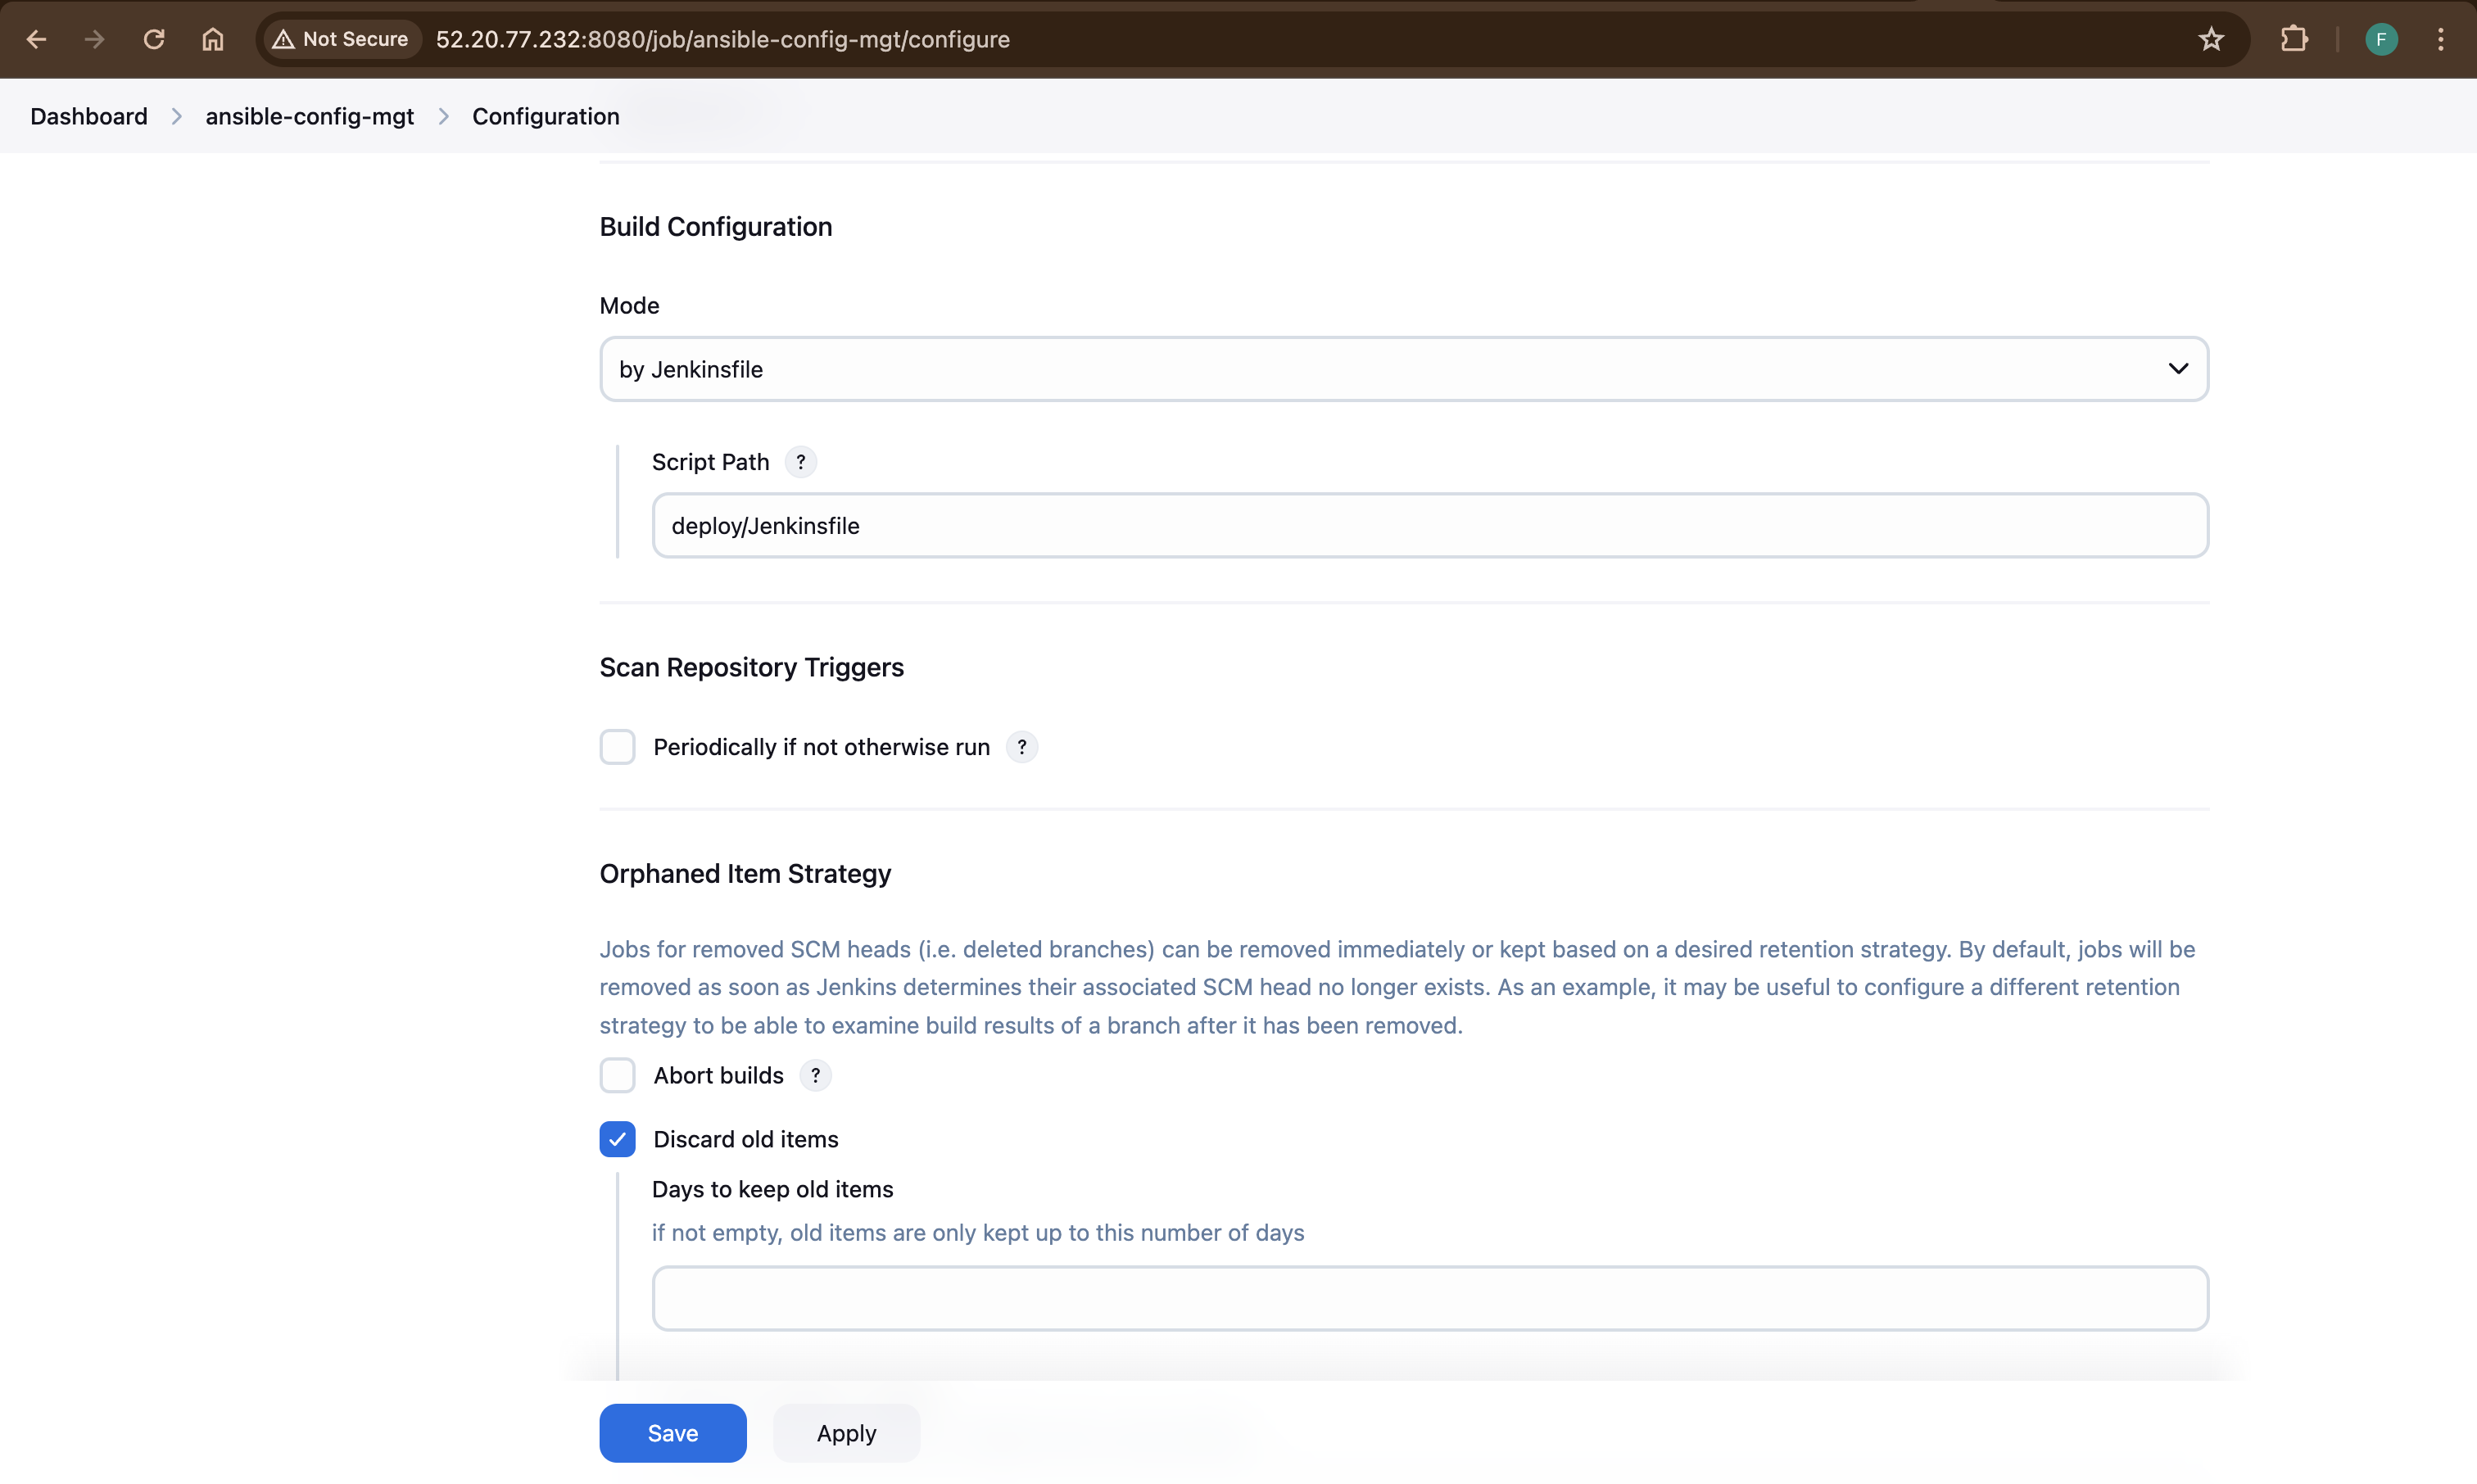 Not Secure 52.20.77.232:8080/job/ansible-config-mgt/configure F
Dashboard ansible-config-mgt Configuration
Build Configuration
Mode
by Jenkinsfile
Script Path ?
deploy/Jenkinsfile
Scan Repository Triggers
Periodically if not otherwise run ?
Orphaned Item Strategy
Jobs for removed SCM heads (i.e. deleted branches) can be removed immediately or kept based on a desired retention strategy. By default, jobs will be
removed as soon as Jenkins determines their associated SCM head no longer exists. As an example, it may be useful to configure a different retention
strategy to be able to examine build results of a branch after it has been removed.
Abort builds ?
Discard old items
Days to keep old items
if not empty, old items are only kept up to this number of days
Save Apply